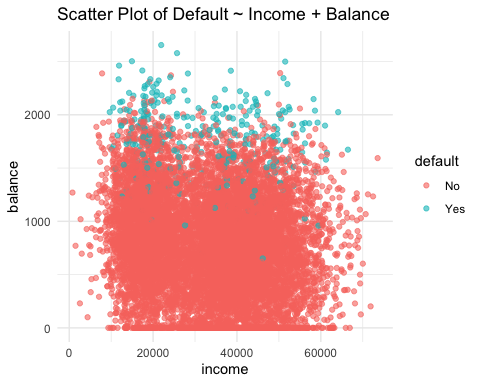 Scatter Plot of Default ~ Income + Balance
balance
2000
1000
0
0 20000 40000 60000
income
default
No
Yes